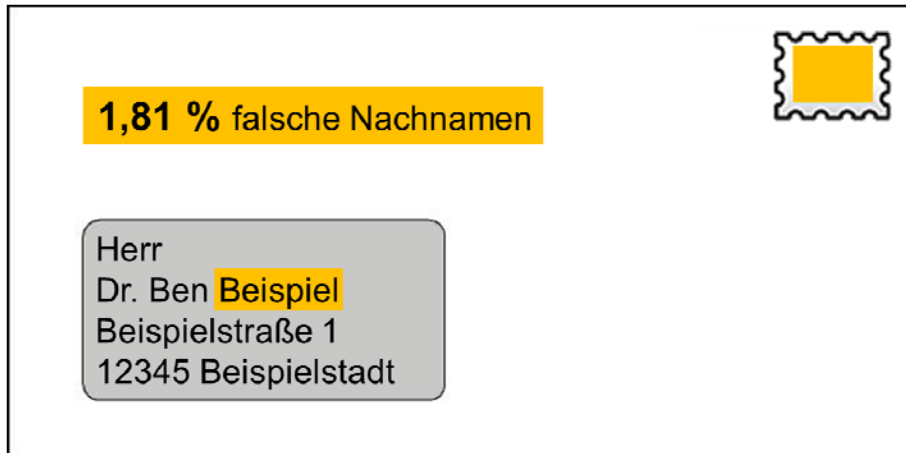 1,81 % falsche Nachnamen
Herr
Dr. Ben Beispiel
Beispielstraße 1
12345 Beispielstadt